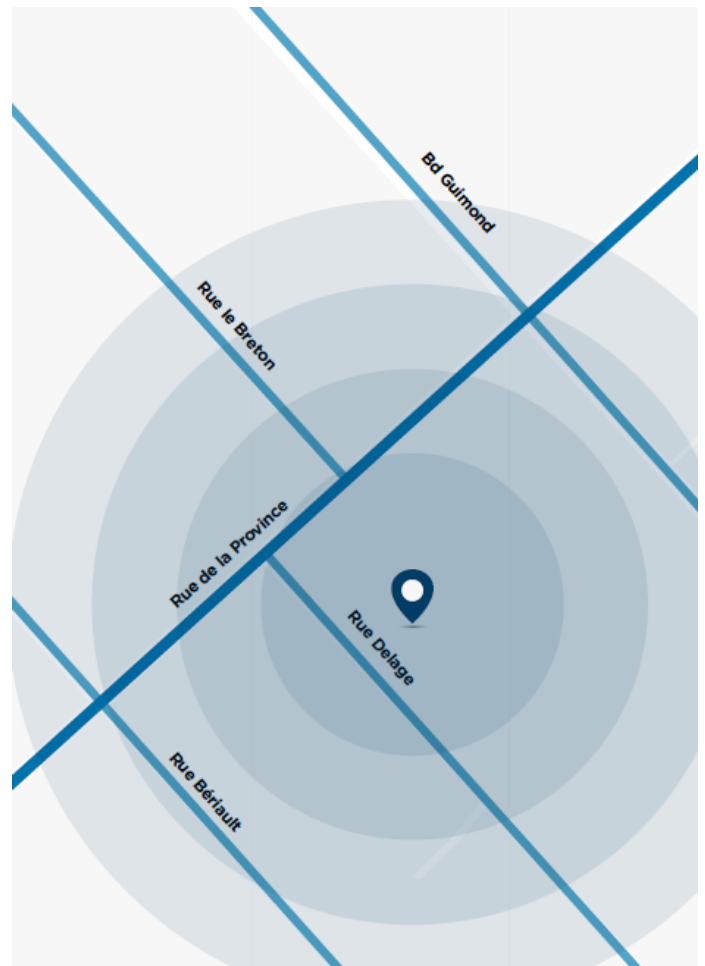 Bd Guimond
Rue le Breton
Rue de la Province
Rue Delage
Rue Bériault